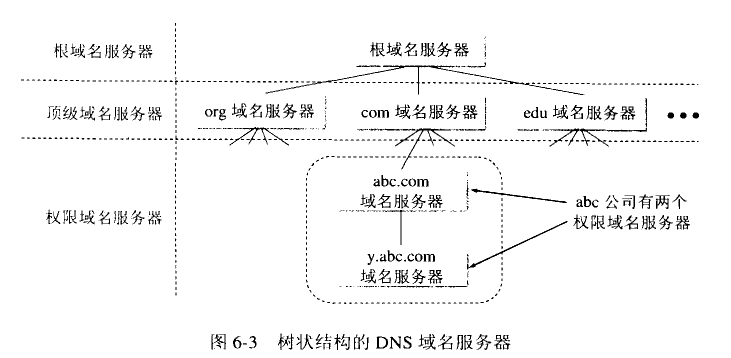 根域名服务器
根域名服务器
顶级域名服务器
org 域名服务器
com 域名服务器
edu 域名服务器
•••
权限域名服务器
abc.com
域名服务器
y.abc.com
域名服务器
abc 公司有两个
权限域名服务器
图 6-3 树状结构的 DNS 域名服务器